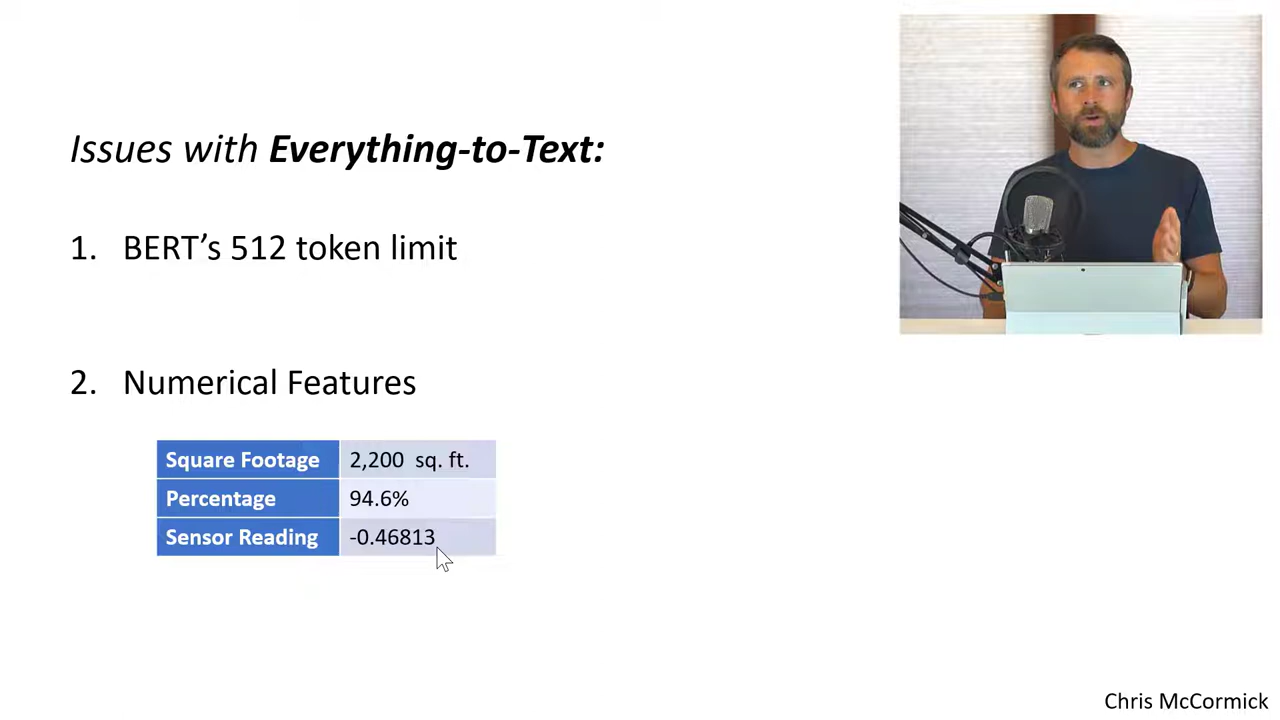 Issues with Everything-to-Text:
1. BERT’s 512 token limit
2. Numerical Features
Square Footage 2,200 sq. ft.
Percentage 94.6%
Sensor Reading -0.46813
Chris McCormick